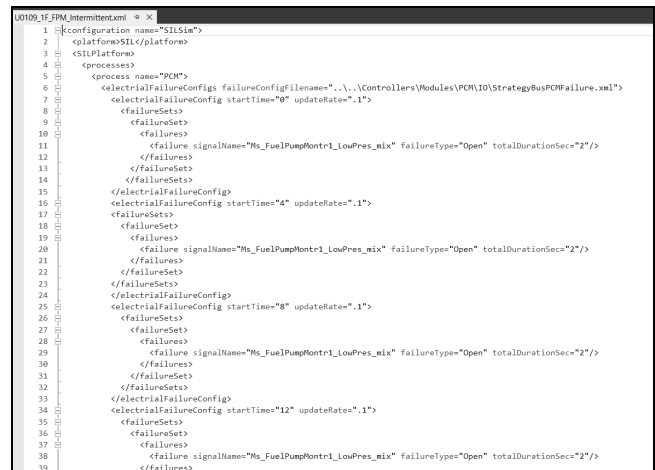 U0109_1F_FPM_Intermittent.xml
1 <configuration name="SILSim">
2 <platform>SIL</platform>
3 <SILPlatform>
4 <processes>
5 <process name="PCM">
6 <electrialFailureConfigs failureConfigFilename="..\..\Controllers\Modules\PCM\IO\StrategyBusPCMFailure.xml">
7 <electrialFailureConfig startTime="0" updateRate=".1">
8 <failureSets>
9 <failureSet>
10 <failures>
11 <failure signalName="Ms_FuelPumpMontr1_LowPres_mix" failureType="Open" totalDurationSec="2"/>
12 </failures>
13 </failureSet>
14 </failureSets>
15 </electrialFailureConfig>
16 <electrialFailureConfig startTime="4" updateRate=".1">
17 <failureSets>
18 <failureSet>
19 <failures>
20 <failure signalName="Ms_FuelPumpMontr1_LowPres_mix" failureType="Open" totalDurationSec="2"/>
21 </failures>
22 </failureSet>
23 </failureSets>
24 </electrialFailureConfig>
25 <electrialFailureConfig startTime="8" updateRate=".1">
26 <failureSets>
27 <failureSet>
28 <failures>
29 <failure signalName="Ms_FuelPumpMontr1_LowPres_mix" failureType="Open" totalDurationSec="2"/>
30 </failures>
31 </failureSet>
32 </failureSets>
33 </electrialFailureConfig>
34 <electrialFailureConfig startTime="12" updateRate=".1">
35 <failureSets>
36 <failureSet>
37 <failures>
38 <failure signalName="Ms_FuelPumpMontr1_LowPres_mix" failureType="Open" totalDurationSec="2"/>
39 </failures>